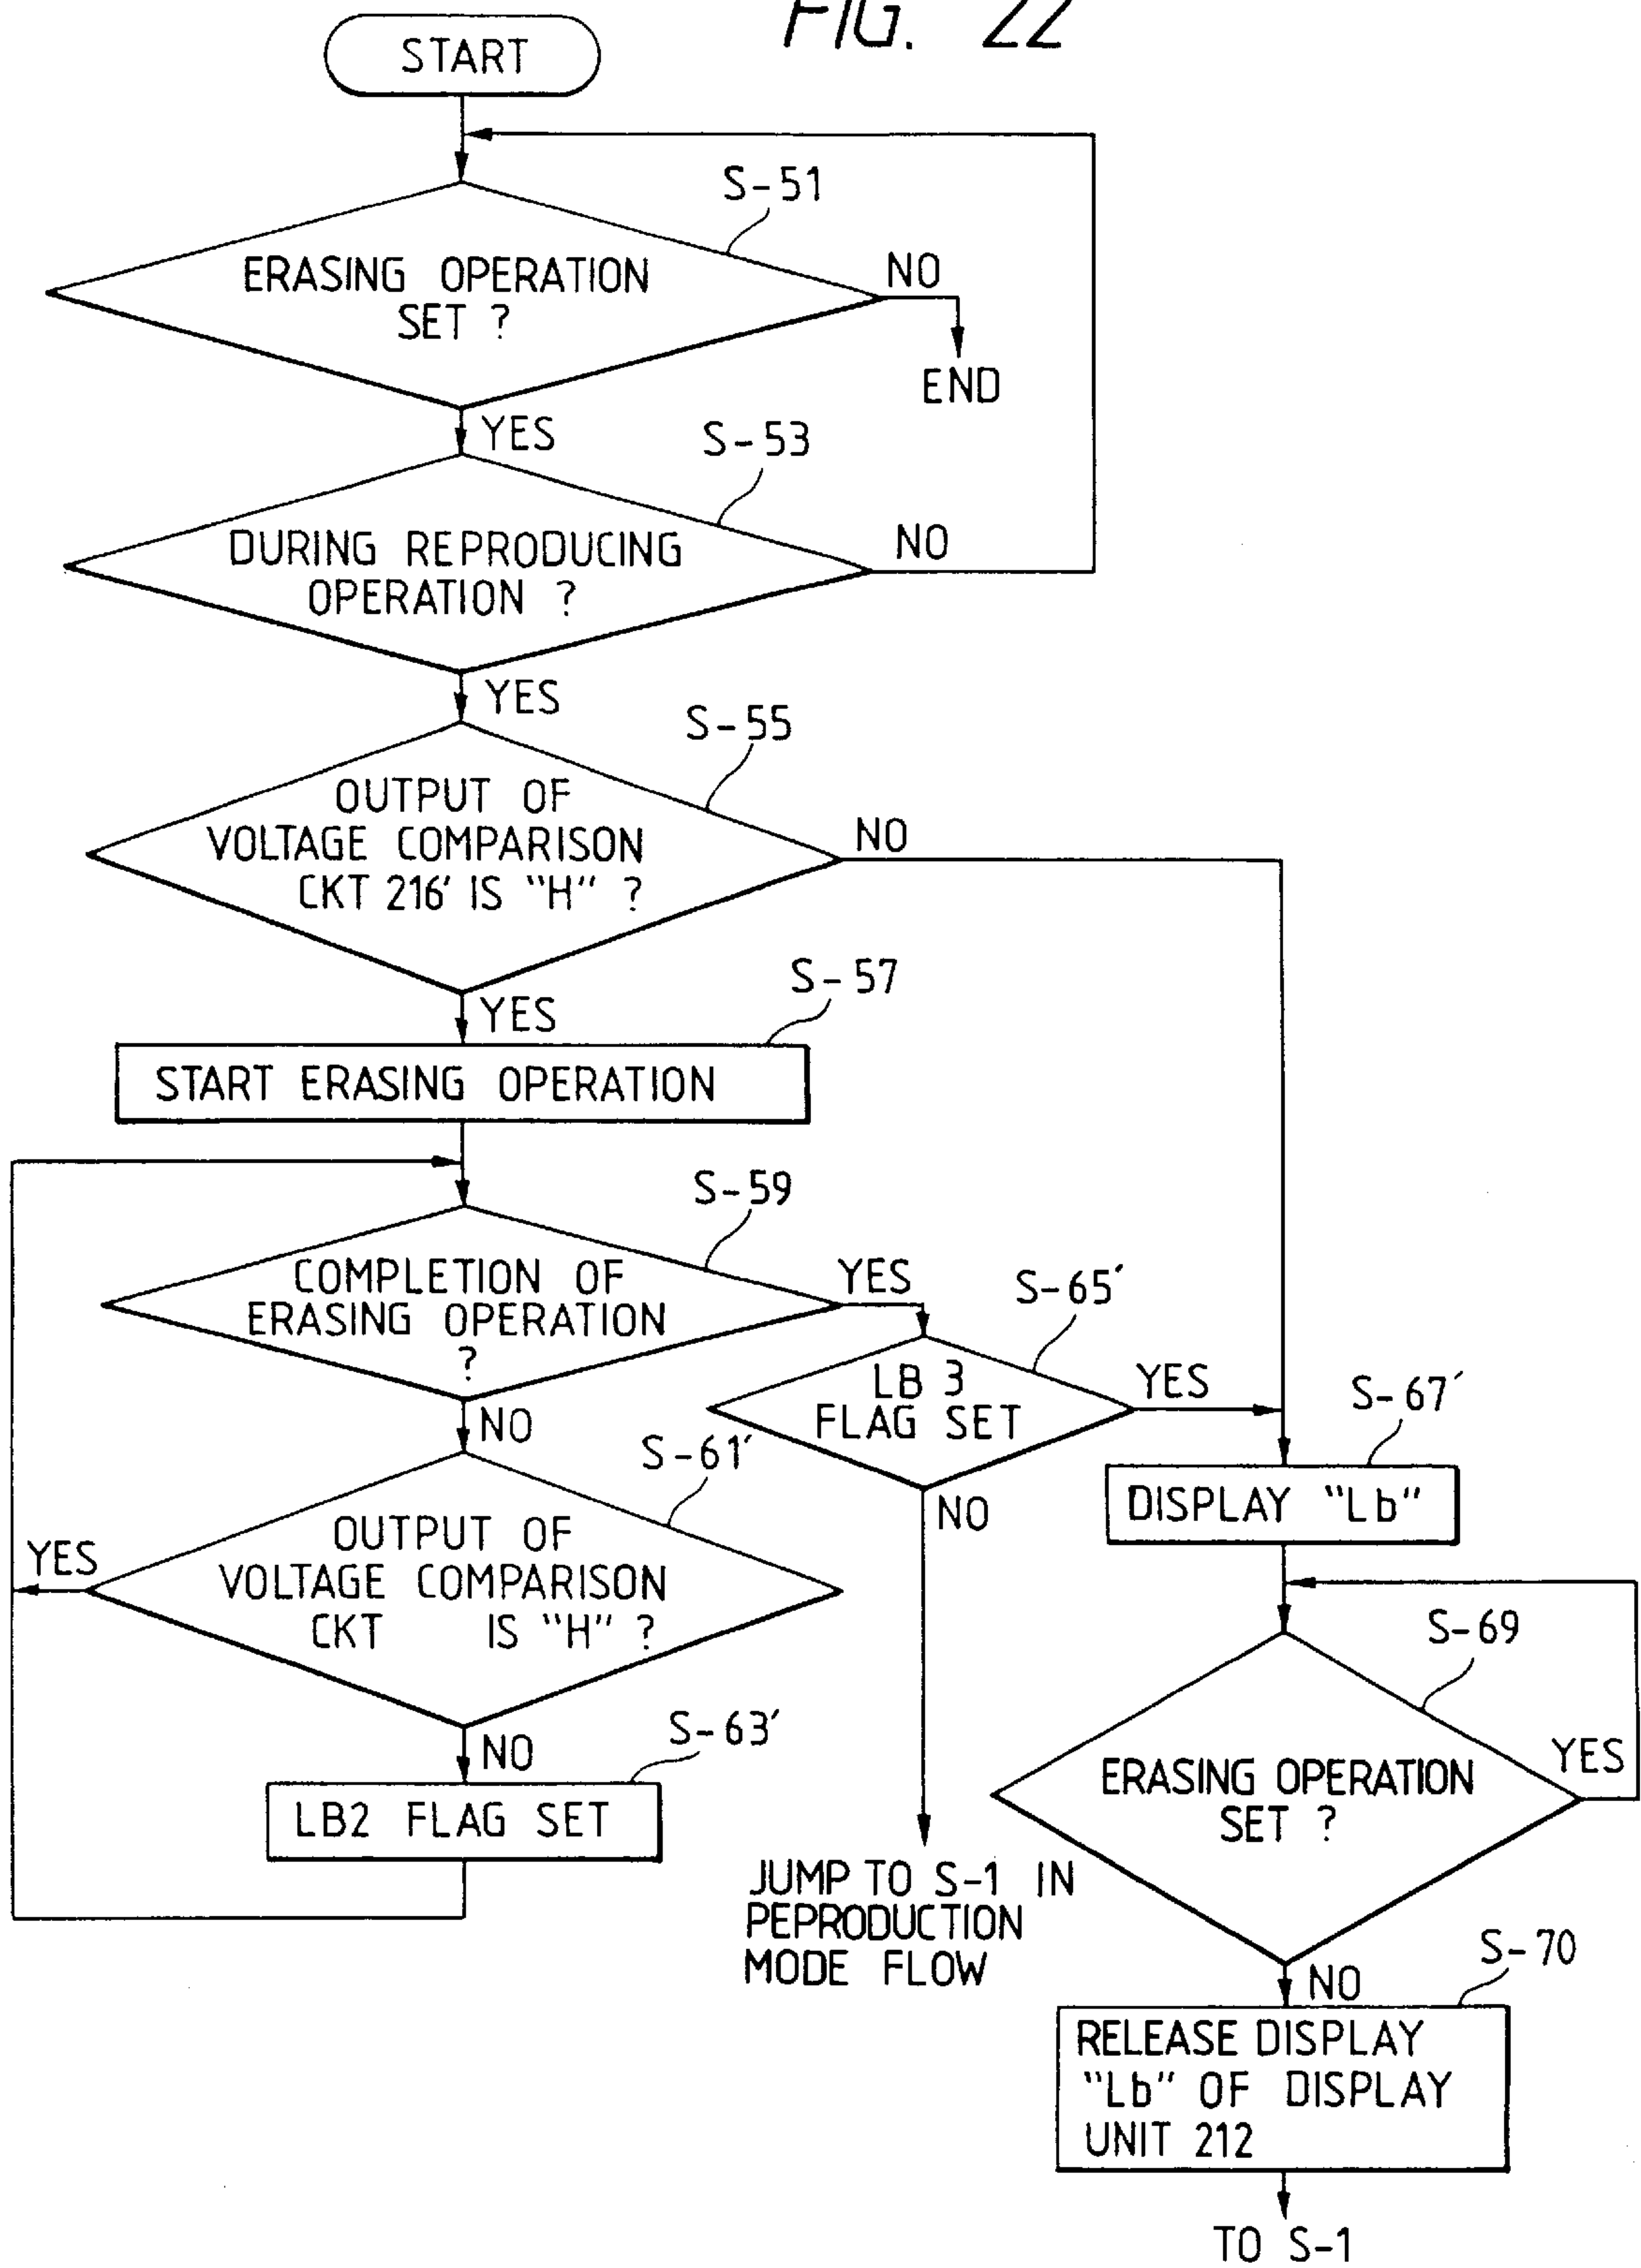 FIG. 22
START
S-51
ERASING OPERATION
SET ?
NO
END
YES
S-53
DURING REPRODUCING
OPERATION ?
NO
YES
S-55
OUTPUT OF
VOLTAGE COMPARISON
CKT 216' IS "H" ?
NO
YES
S-57
START ERASING OPERATION
S-59
COMPLETION OF
ERASING OPERATION
?
YES
NO
S-65'
LB 3
FLAG SET
YES
NO
S-67'
DISPLAY "Lb"
S-61'
OUTPUT OF
VOLTAGE COMPARISON
CKT IS "H" ?
YES
NO
S-63'
LB2 FLAG SET
JUMP TO S-1 IN
PEPRODUCTION
MODE FLOW
S-69
ERASING OPERATION
SET ?
YES
NO
S-70
RELEASE DISPLAY
"Lb" OF DISPLAY
UNIT 212
TO S-1